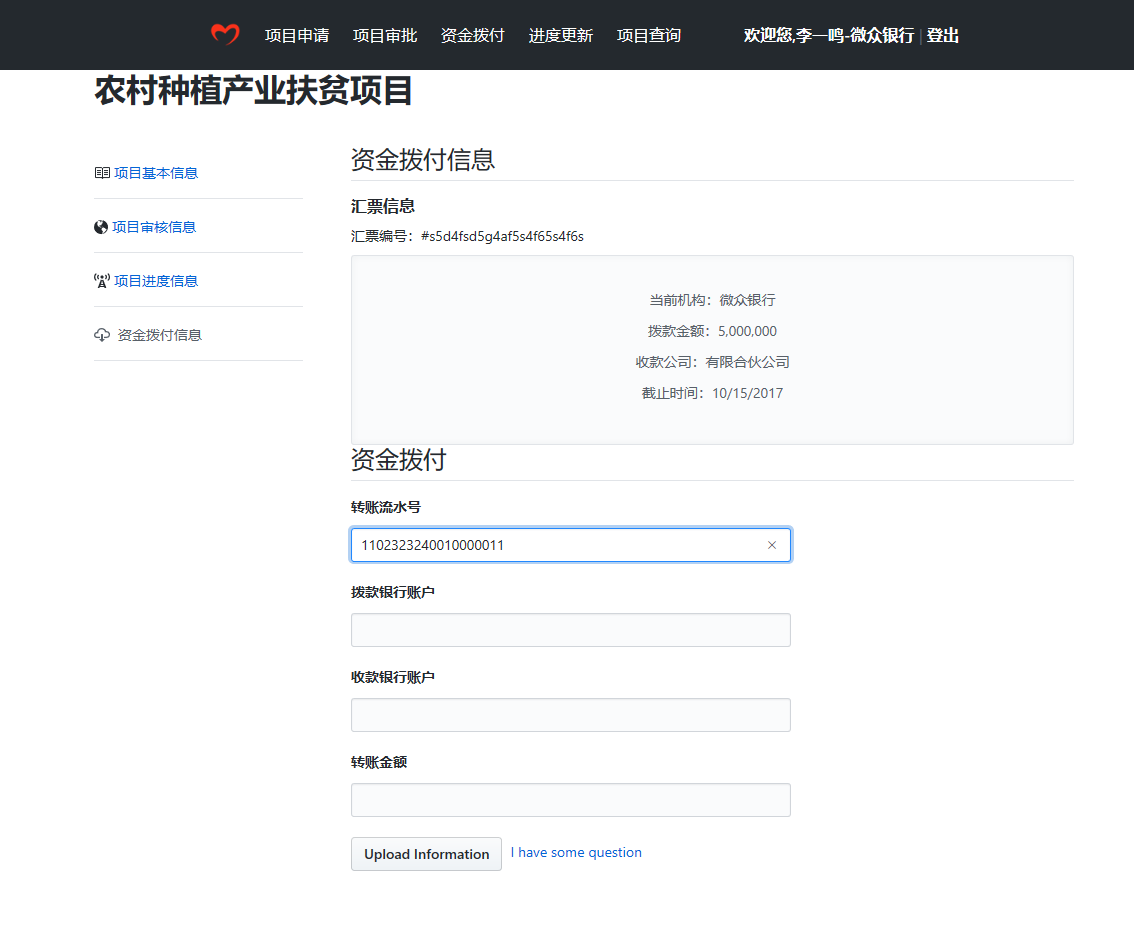 项目申请 项目审批 资金拨付 进度更新 项目查询 欢迎您,李一鸣-微众银行 | 登出
农村种植产业扶贫项目
项目基本信息
项目审核信息
项目进度信息
资金拨付信息
资金拨付信息
汇票信息
汇票编号：#s5d4fsd5g4af5s4f65s4f6s
当前机构：微众银行
拨款金额：5,000,000
收款公司：有限合伙公司
截止时间：10/15/2017
资金拨付
转账流水号
1102323240010000011
拨款银行账户
收款银行账户
转账金额
Upload Information I have some question